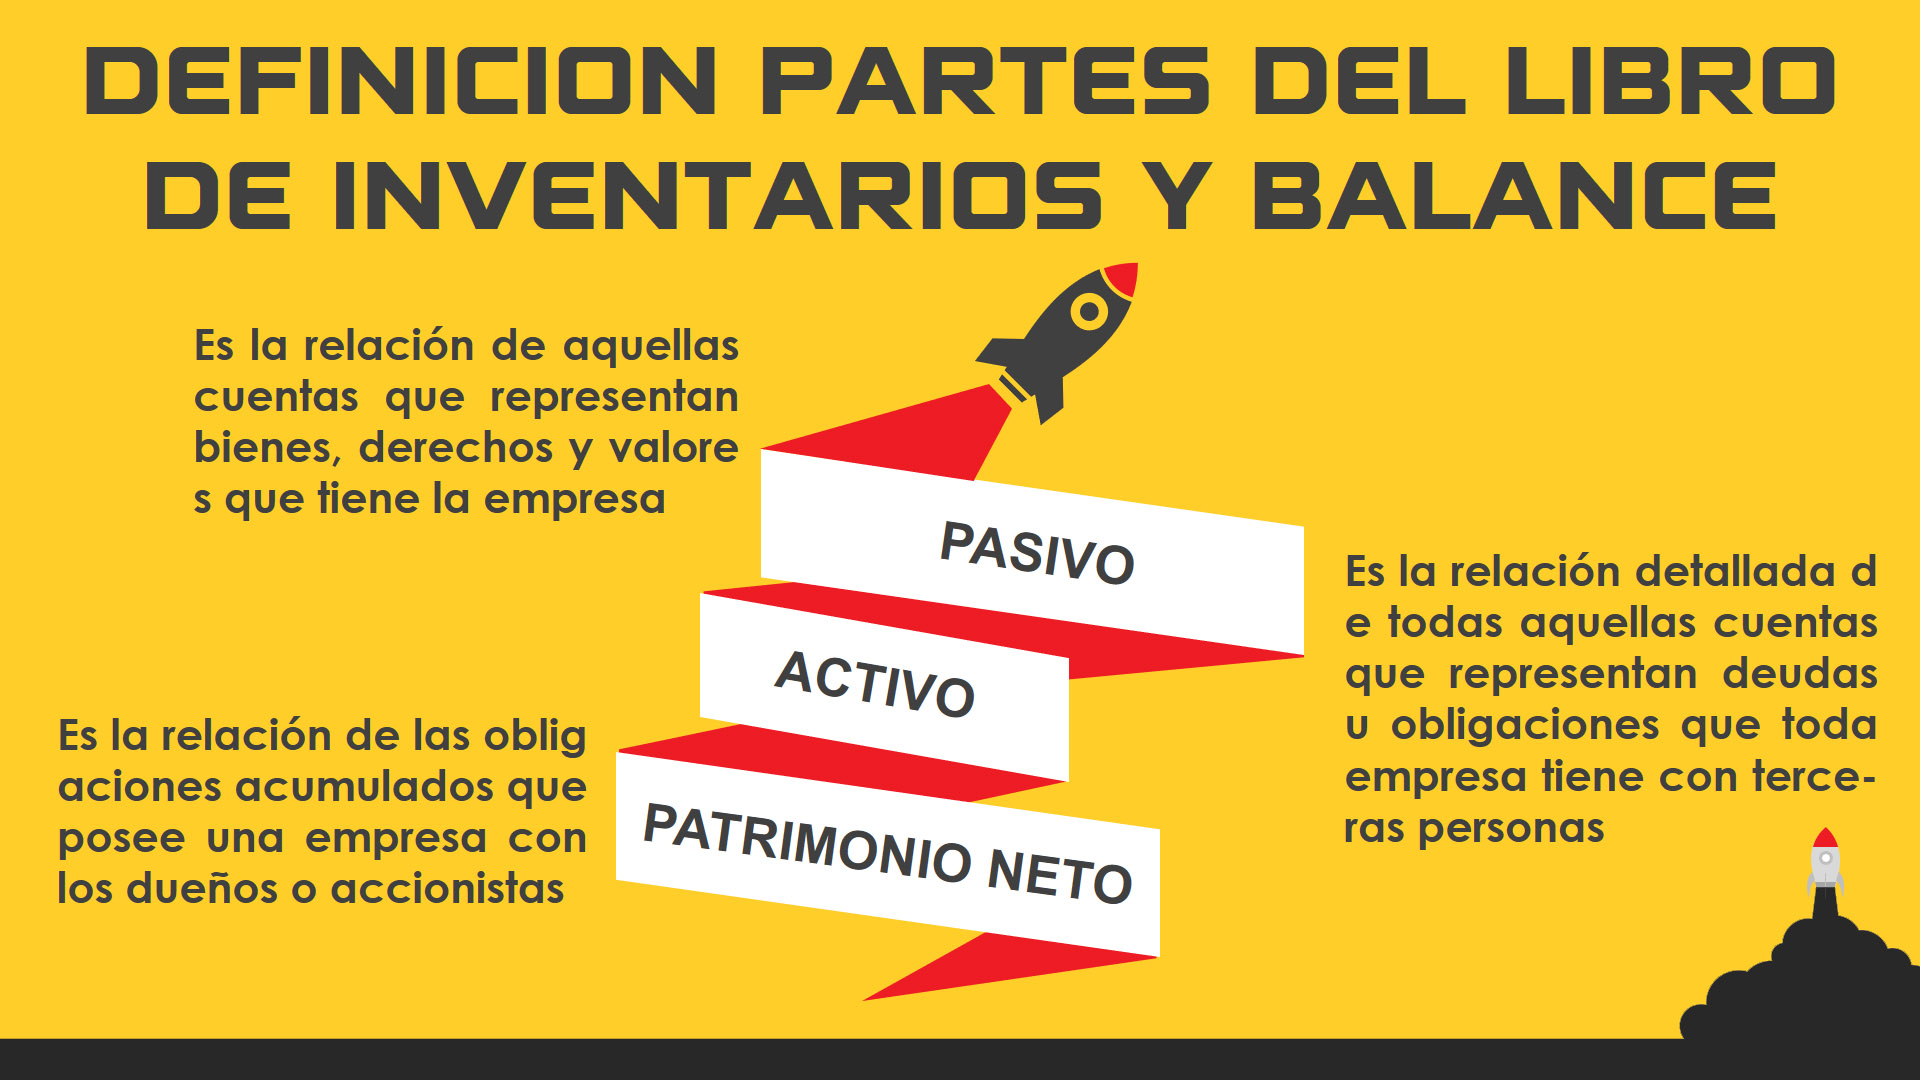 DEFINICION PARTES DEL LIBRO
DE INVENTARIOS Y BALANCE
Es la relación de aquellas
cuentas que representan
bienes, derechos y valore
s que tiene la empresa
PASIVO
Es la relación detallada d
e todas aquellas cuentas
que representan deudas
u obligaciones que toda
empresa tiene con terce-
ras personas
ACTIVO
Es la relación de las oblig
aciones acumulados que
posee una empresa con
los dueños o accionistas
PATRIMONIO NETO